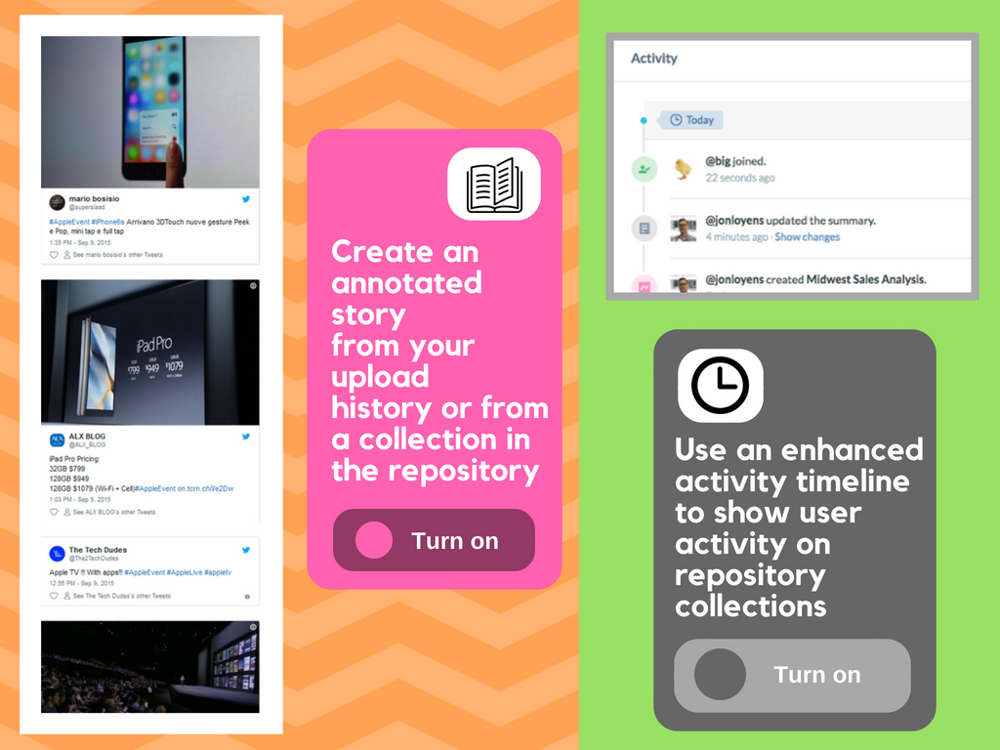 mario bosisio
@superslaad
#AppleEvent #iPhone6s Arrivano 3DTouch nuove gesture Peek
e Pop, mini tap e full tap
1:35 PM - Sep 9, 2015
See mario bosisio's other Tweets
iPad Pro
32GB 128GB 128GB
$799 $949 $1079
ALX BLOG
@ALX_BLOG
iPad Pro Pricing:
32GB $799
128GB $949
128GB $1079 (Wi-Fi + Cell)#AppleEvent on.tcrn.ch/l/e2Dw
1:03 PM - Sep 9, 2015
See ALX BLOG's other Tweets
The Tech Dudes
@The2TechDudes
Apple TV !!! With apps!! #AppleEvent #AppleLive #appletv
12:56 PM - Sep 9, 2015
See The Tech Dudes's other Tweets
Create an
annotated
story
from your
upload
history or from
a collection in
the repository
Turn on
Activity
Today
@big joined.
22 seconds ago
@jonloyens updated the summary.
4 minutes ago · Show changes
@jonloyens created Midwest Sales Analysis.
Use an enhanced
activity timeline
to show user
activity on
repository
collections
Turn on